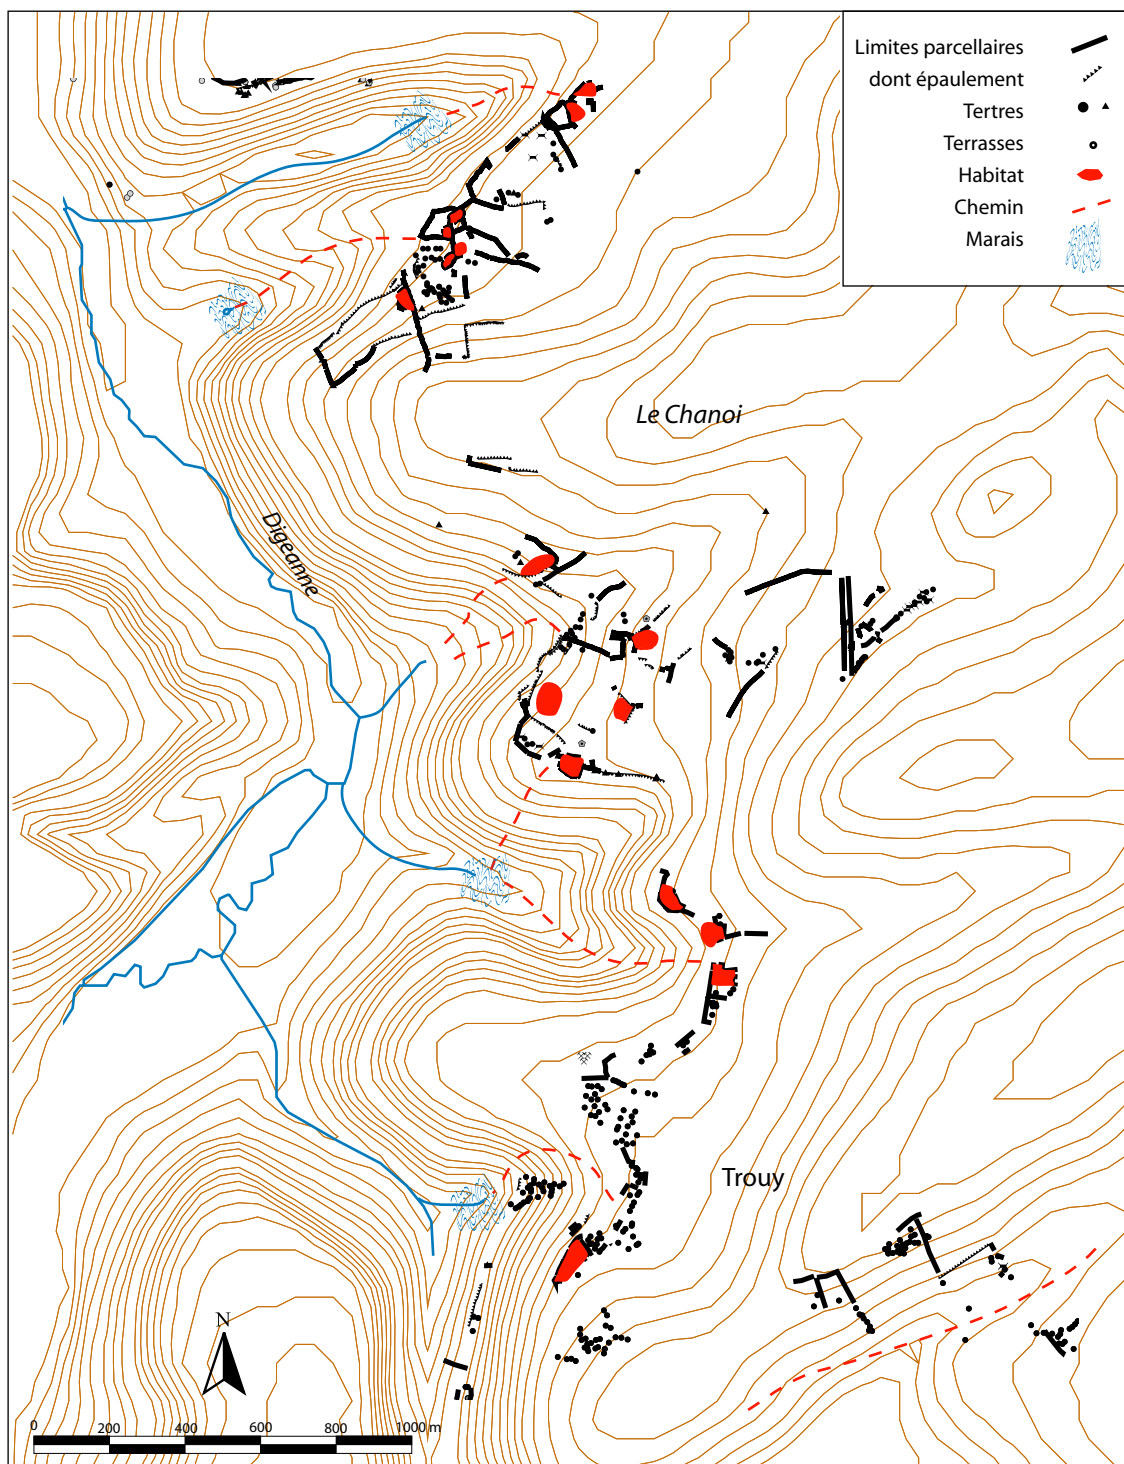 Limites parcellaires
dont épaulement
Tertres
Terrasses
Habitat
Chemin
Marais
Le Chanoi
Digeanne
Trouy
N
0 200 400 600 800 1000 m